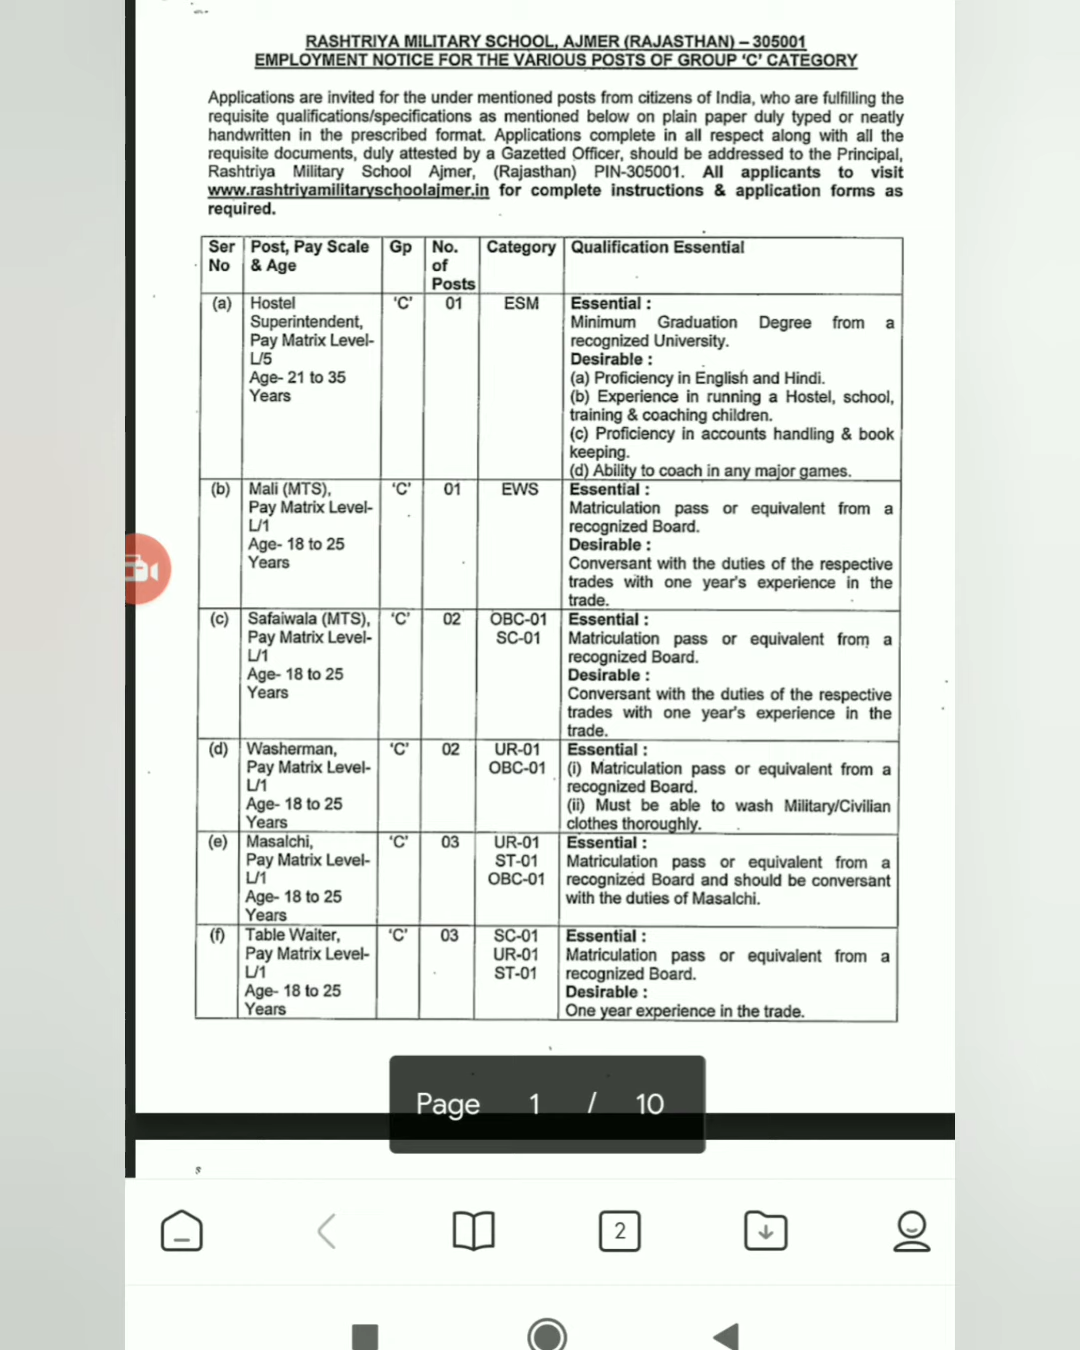 RASHTRIYA MILITARY SCHOOL, AJMER (RAJASTHAN) – 305001
EMPLOYMENT NOTICE FOR THE VARIOUS POSTS OF GROUP 'C' CATEGORY
Applications are invited for the under mentioned posts from citizens of India, who are fulfilling the
requisite qualifications/specifications as mentioned below on plain paper duly typed or neatly
handwritten in the prescribed format. Applications complete in all respect along with all the
requisite documents, duly attested by a Gazetted Officer, should be addressed to the Principal,
Rashtriya Military School Ajmer, (Rajasthan) PIN-305001. All applicants to visit
www.rashtriyamilitaryschoolajmer.in for complete instructions & application forms as
required.
Ser No | Post, Pay Scale & Age | Gp | No. of Posts | Category | Qualification Essential
(a) Hostel 'C' 01 ESM Essential :
Superintendent, Minimum Graduation Degree from a
Pay Matrix Level- recognized University.
L/5 Desirable :
Age- 21 to 35 (a) Proficiency in English and Hindi.
Years (b) Experience in running a Hostel, school,
training & coaching children.
(c) Proficiency in accounts handling & book
keeping.
(d) Ability to coach in any major games.
(b) Mali (MTS), 'C' 01 EWS Essential :
Pay Matrix Level- Matriculation pass or equivalent from a
L/1 recognized Board.
Age- 18 to 25 Desirable :
Years Conversant with the duties of the respective
trades with one year's experience in the
trade.
(c) Safaiwala (MTS), 'C' 02 OBC-01 Essential :
Pay Matrix Level- SC-01 Matriculation pass or equivalent from a
L/1 recognized Board.
Age- 18 to 25 Desirable :
Years Conversant with the duties of the respective
trades with one year's experience in the
trade.
(d) Washerman, 'C' 02 UR-01 Essential :
Pay Matrix Level- OBC-01 (i) Matriculation pass or equivalent from a
L/1 recognized Board.
Age- 18 to 25 (ii) Must be able to wash Military/Civilian
Years clothes thoroughly.
(e) Masalchi, 'C' 03 UR-01 Essential :
Pay Matrix Level- ST-01 Matriculation pass or equivalent from a
L/1 OBC-01 recognized Board and should be conversant
Age- 18 to 25 with the duties of Masalchi.
Years
(f) Table Waiter, 'C' 03 SC-01 Essential :
Pay Matrix Level- UR-01 Matriculation pass or equivalent from a
L/1 ST-01 recognized Board.
Age- 18 to 25 Desirable :
Years One year experience in the trade.
Page 1 / 10
2